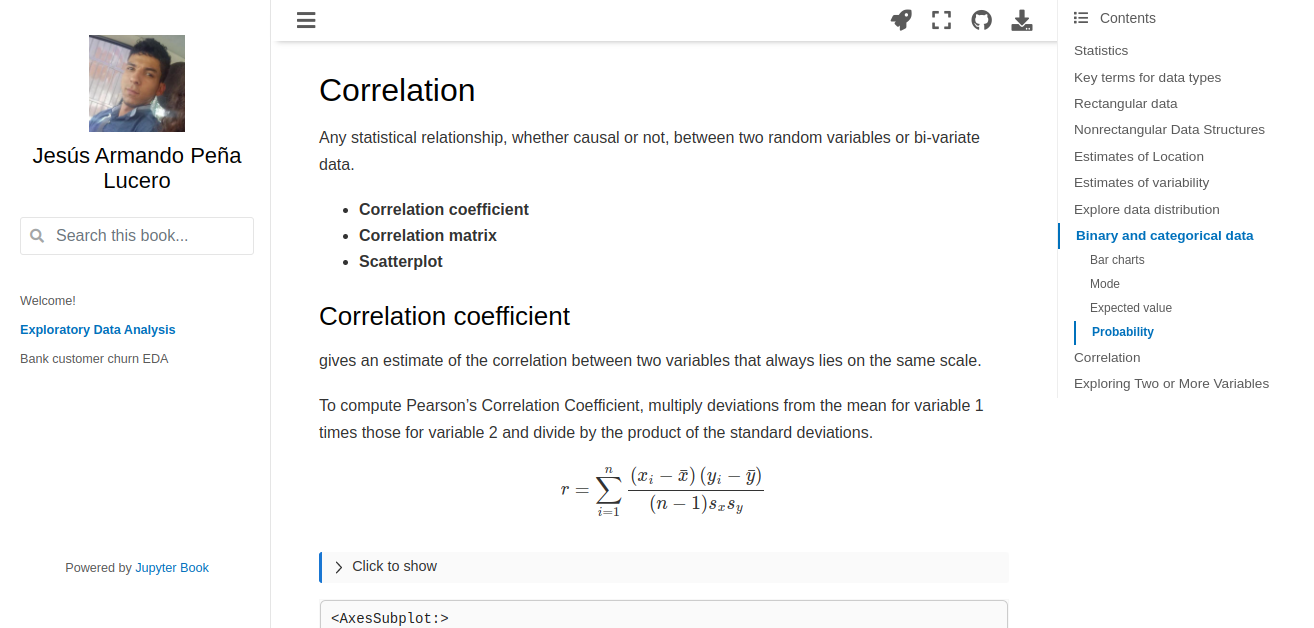 Jesús Armando Peña
Lucero
Search this book...
Welcome!
Exploratory Data Analysis
Bank customer churn EDA
Powered by Jupyter Book
Correlation
Any statistical relationship, whether causal or not, between two random variables or bi-variate
data.
• Correlation coefficient
• Correlation matrix
• Scatterplot
Correlation coefficient
gives an estimate of the correlation between two variables that always lies on the same scale.
To compute Pearson’s Correlation Coefficient, multiply deviations from the mean for variable 1
times those for variable 2 and divide by the product of the standard deviations.
r = ∑_{i=1}^{n} (x_i − x̄)(y_i − ȳ) / (n − 1)s_x s_y
Click to show
<AxesSubplot:>
Contents
Statistics
Key terms for data types
Rectangular data
Nonrectangular Data Structures
Estimates of Location
Estimates of variability
Explore data distribution
Binary and categorical data
Bar charts
Mode
Expected value
Probability
Correlation
Exploring Two or More Variables